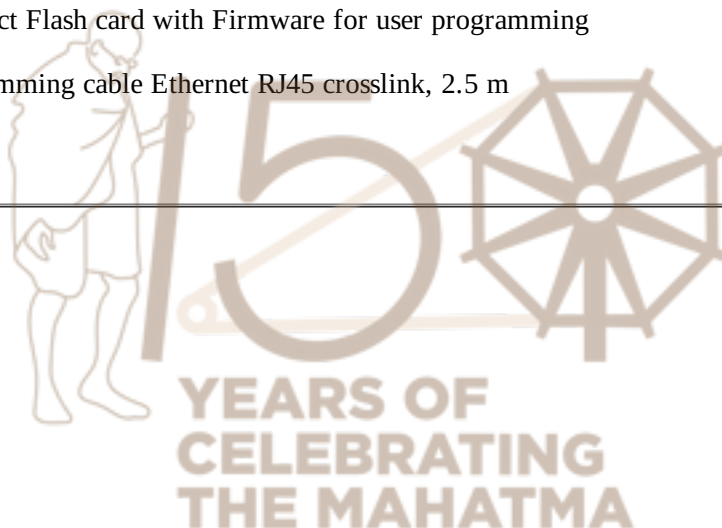 ct Flash card with Firmware for user programming
mming cable Ethernet RJ45 crosslink, 2.5 m
150
YEARS OF
CELEBRATING
THE MAHATMA